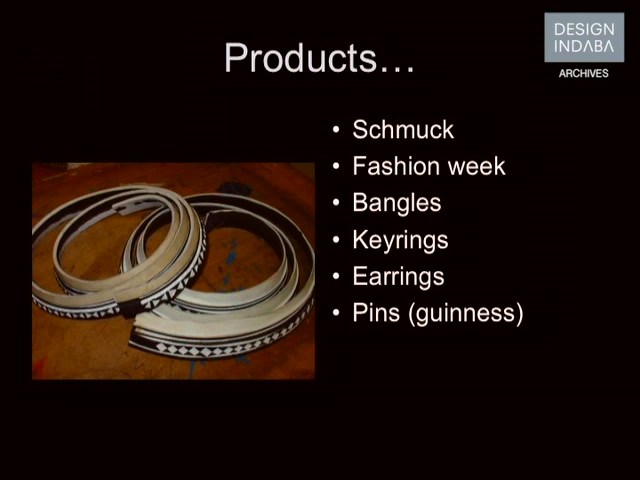 DESIGN
INDABA
ARCHIVES
Products…
• Schmuck
• Fashion week
• Bangles
• Keyrings
• Earrings
• Pins (guinness)